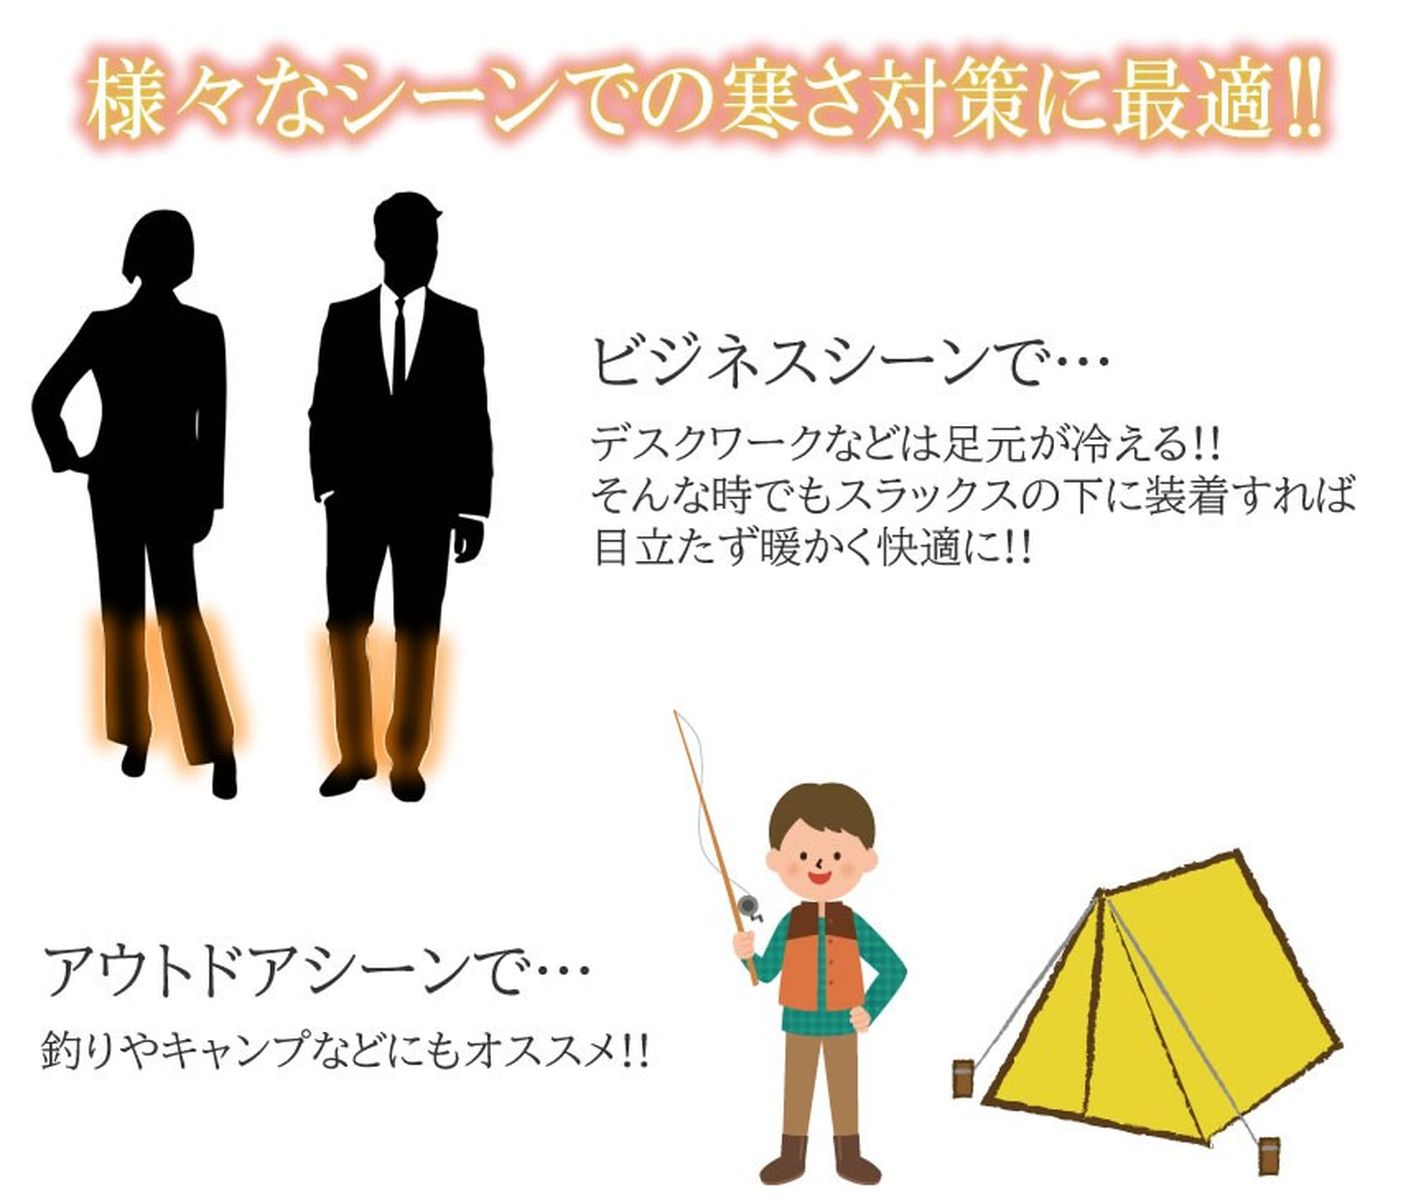 様々なシーンでの寒さ対策に最適!!
ビジネスシーンで…
デスクワークなどは足元が冷える!!
そんな時でもスラックスの下に装着すれば
目立たず暖かく快適に!!
アウトドアシーンで…
釣りやキャンプなどにもオススメ!!